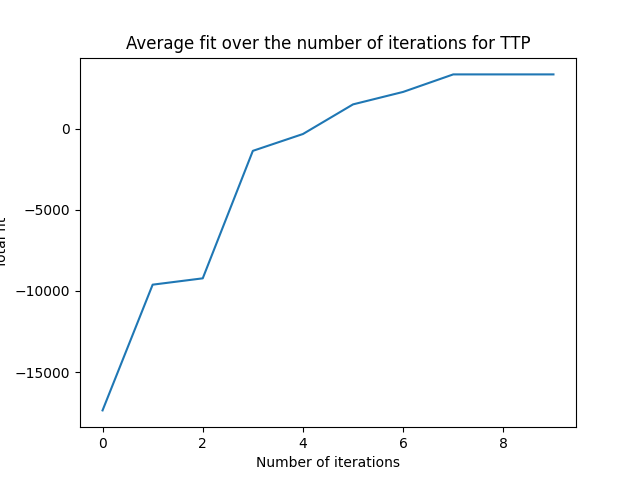 Average fit over the number of iterations for TTP
0
−5000
−10000
−15000
Total fit
0 2 4 6 8
Number of iterations